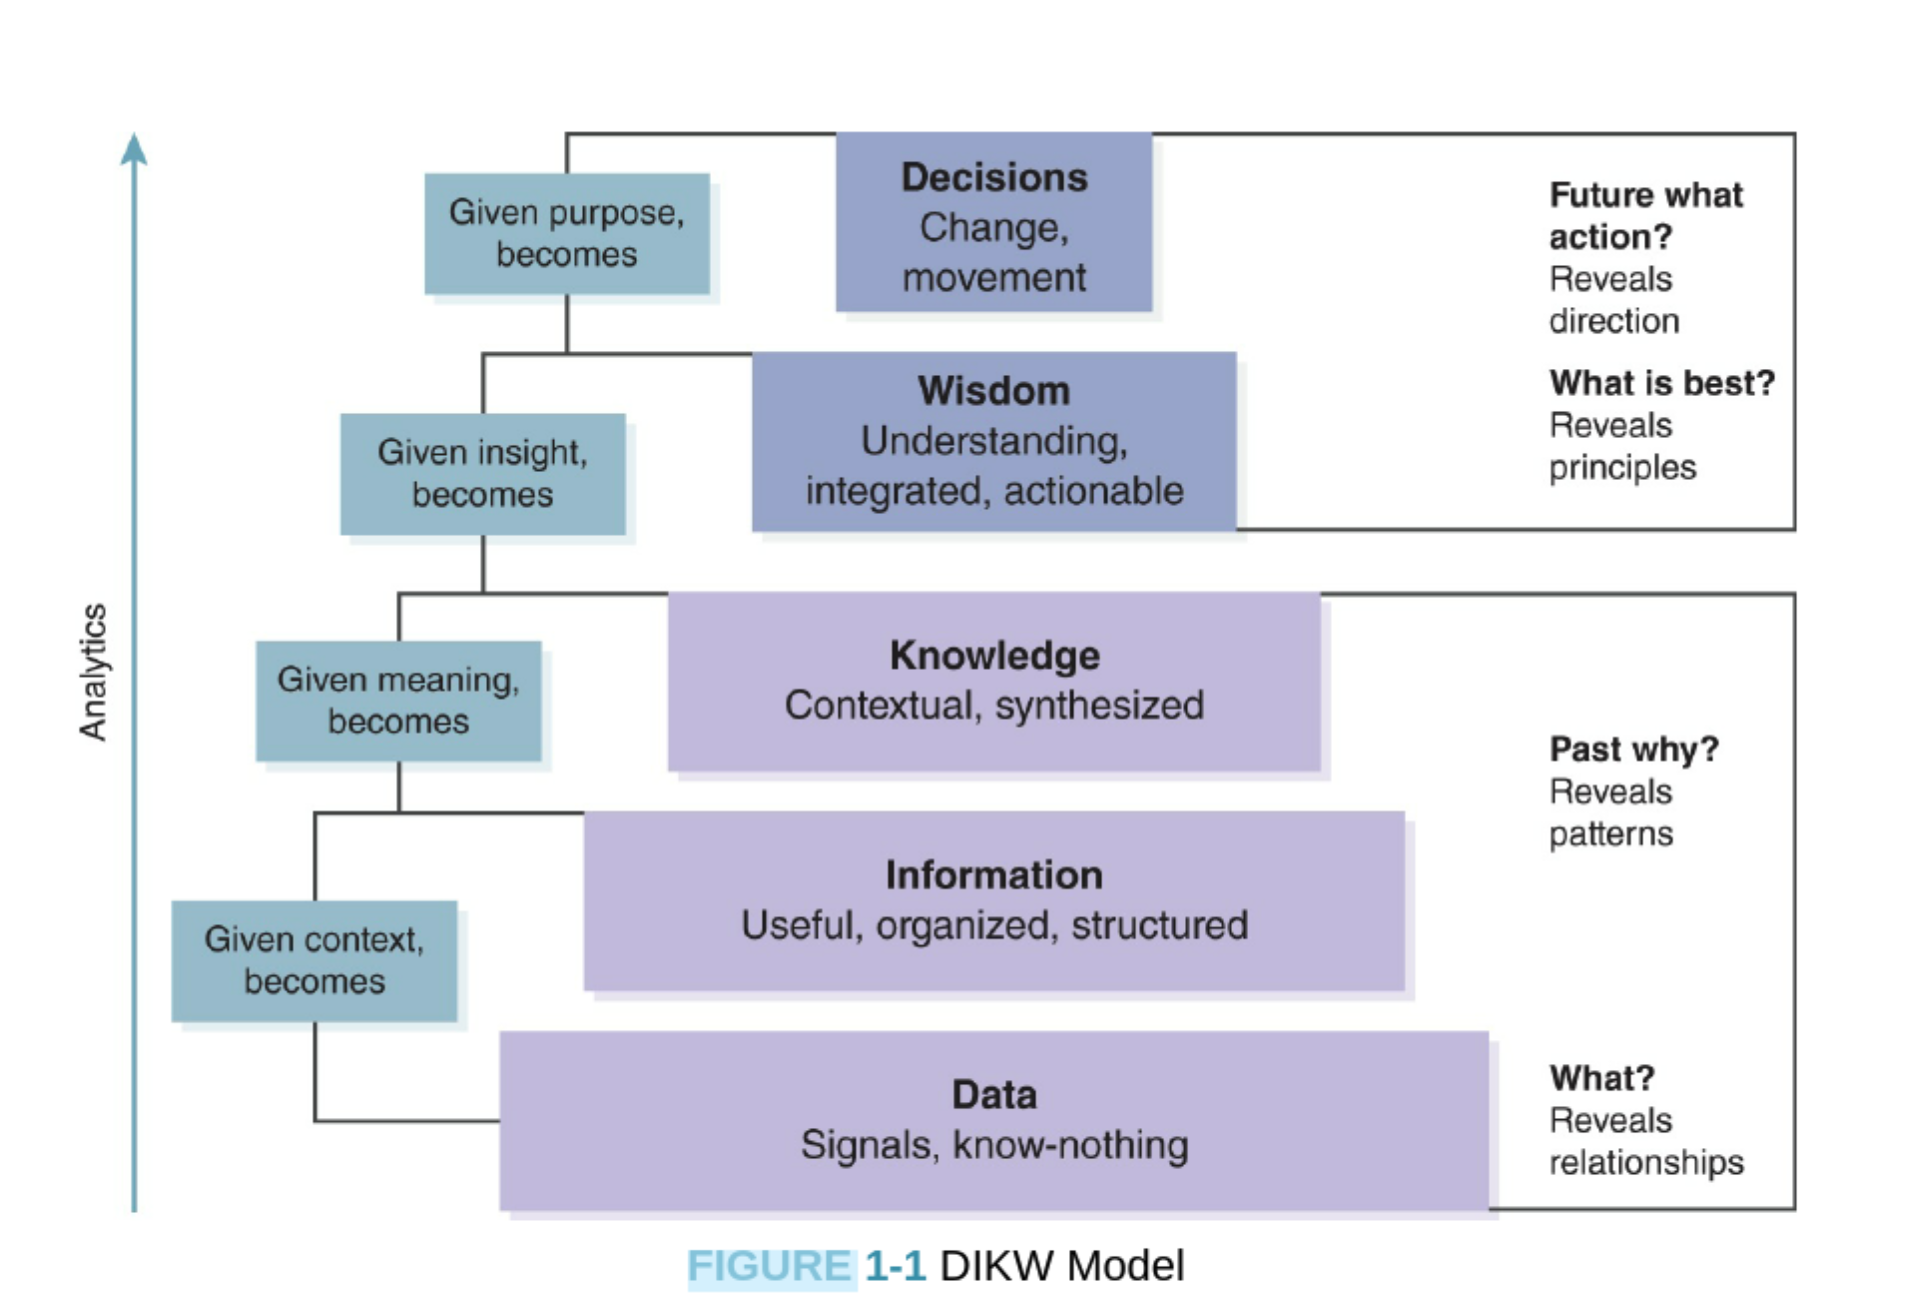 Decisions
Change,
movement
Given purpose,
becomes
Future what
action?
Reveals
direction
Wisdom
Understanding,
integrated, actionable
Given insight,
becomes
What is best?
Reveals
principles
Analytics
Knowledge
Contextual, synthesized
Given meaning,
becomes
Past why?
Reveals
patterns
Information
Useful, organized, structured
Given context,
becomes
Data
Signals, know-nothing
What?
Reveals
relationships
FIGURE 1-1 DIKW Model